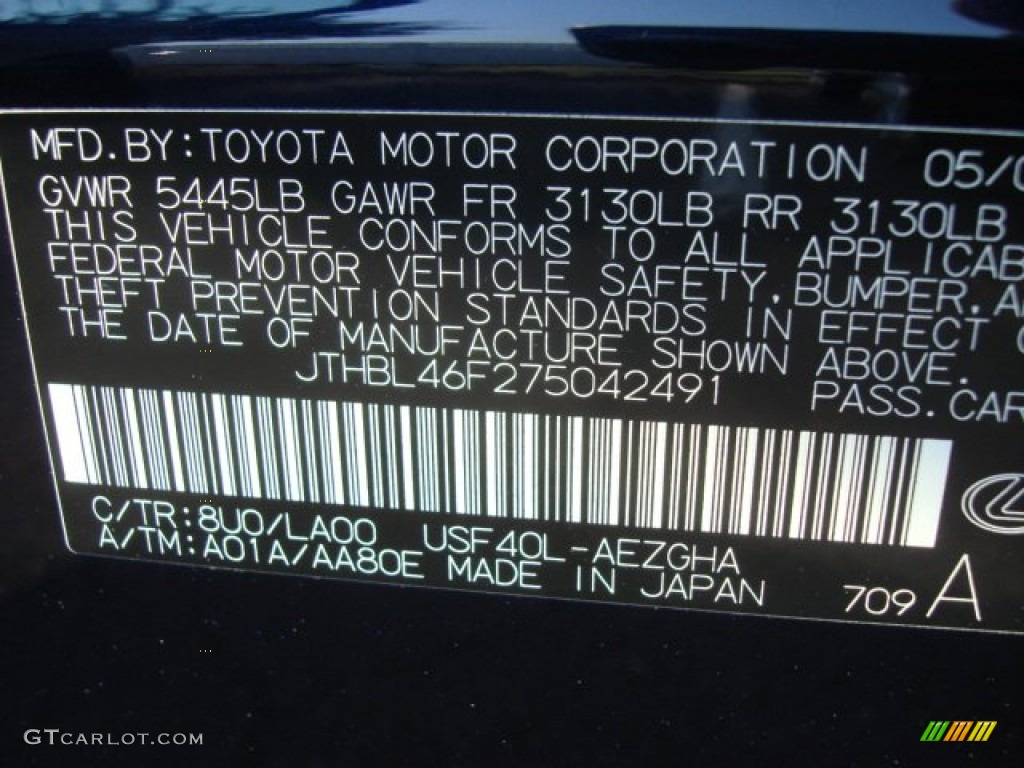 MFD.BY:TOYOTA MOTOR CORPORATION 05/0
GVWR 5445LB GAWR FR 3130LB RR 3130LB
THIS VEHICLE CONFORMS TO ALL APPLICAB
FEDERAL MOTOR VEHICLE SAFETY,BUMPER,A
THEFT PREVENTION STANDARDS IN EFFECT
THE DATE OF MANUFACTURE SHOWN ABOVE.
JTHBL46F275042491 PASS.CAR
C/TR:8U0/LA00 USF40L-AEZGHA
A/TM:A01A/AA80E MADE IN JAPAN
709 A
GTCARLOT.COM